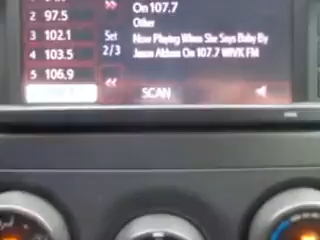 On 107.7
2 97.5
Other
3 102.1
Set
Now Playing When She Says Baby By
4 103.5
2/3
Jason Aldean On 107.7 WIVK FM
5 106.9
SCAN